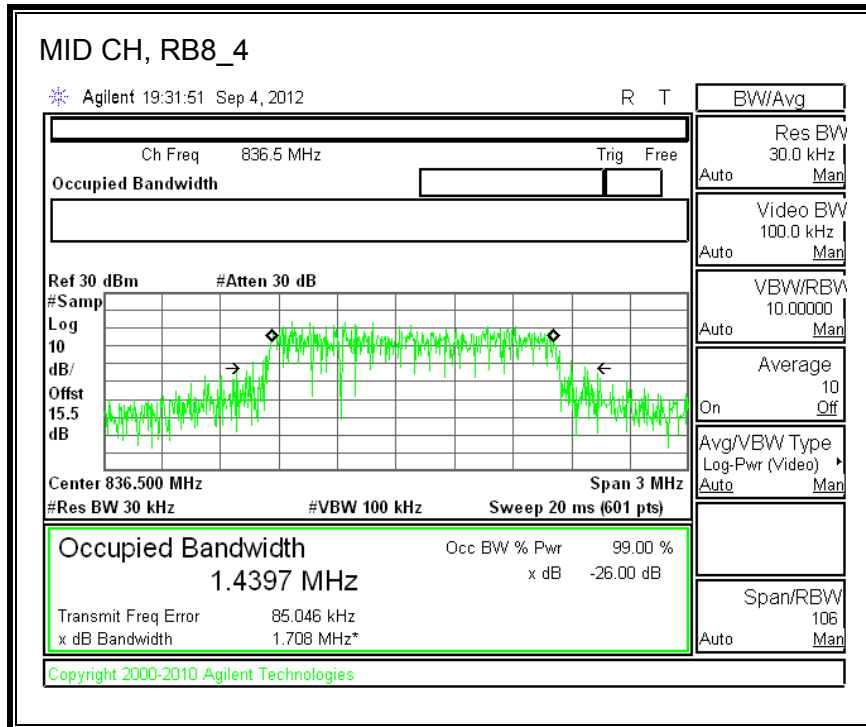 MID CH, RB8_4
Agilent 19:31:51 Sep 4, 2012 R T
BW/Avg
Ch Freq 836.5 MHz Trig Free
Occupied Bandwidth
Ref 30 dBm #Atten 30 dB
#Samp
Log
10
dB/
Offst
15.5
dB
Center 836.500 MHz Span 3 MHz
#Res BW 30 kHz #VBW 100 kHz Sweep 20 ms (601 pts)
Occupied Bandwidth Occ BW % Pwr 99.00 %
1.4397 MHz x dB -26.00 dB
Transmit Freq Error 85.046 kHz
x dB Bandwidth 1.708 MHz*
Copyright 2000-2010 Agilent Technologies
Res BW
30.0 kHz
Auto Man
Video BW
100.0 kHz
Auto Man
VBW/RBW
10.00000
Auto Man
Average
10
On Off
Avg/VBW Type
Log-Pwr (Video)
Auto Man
Span/RBW
106
Auto Man